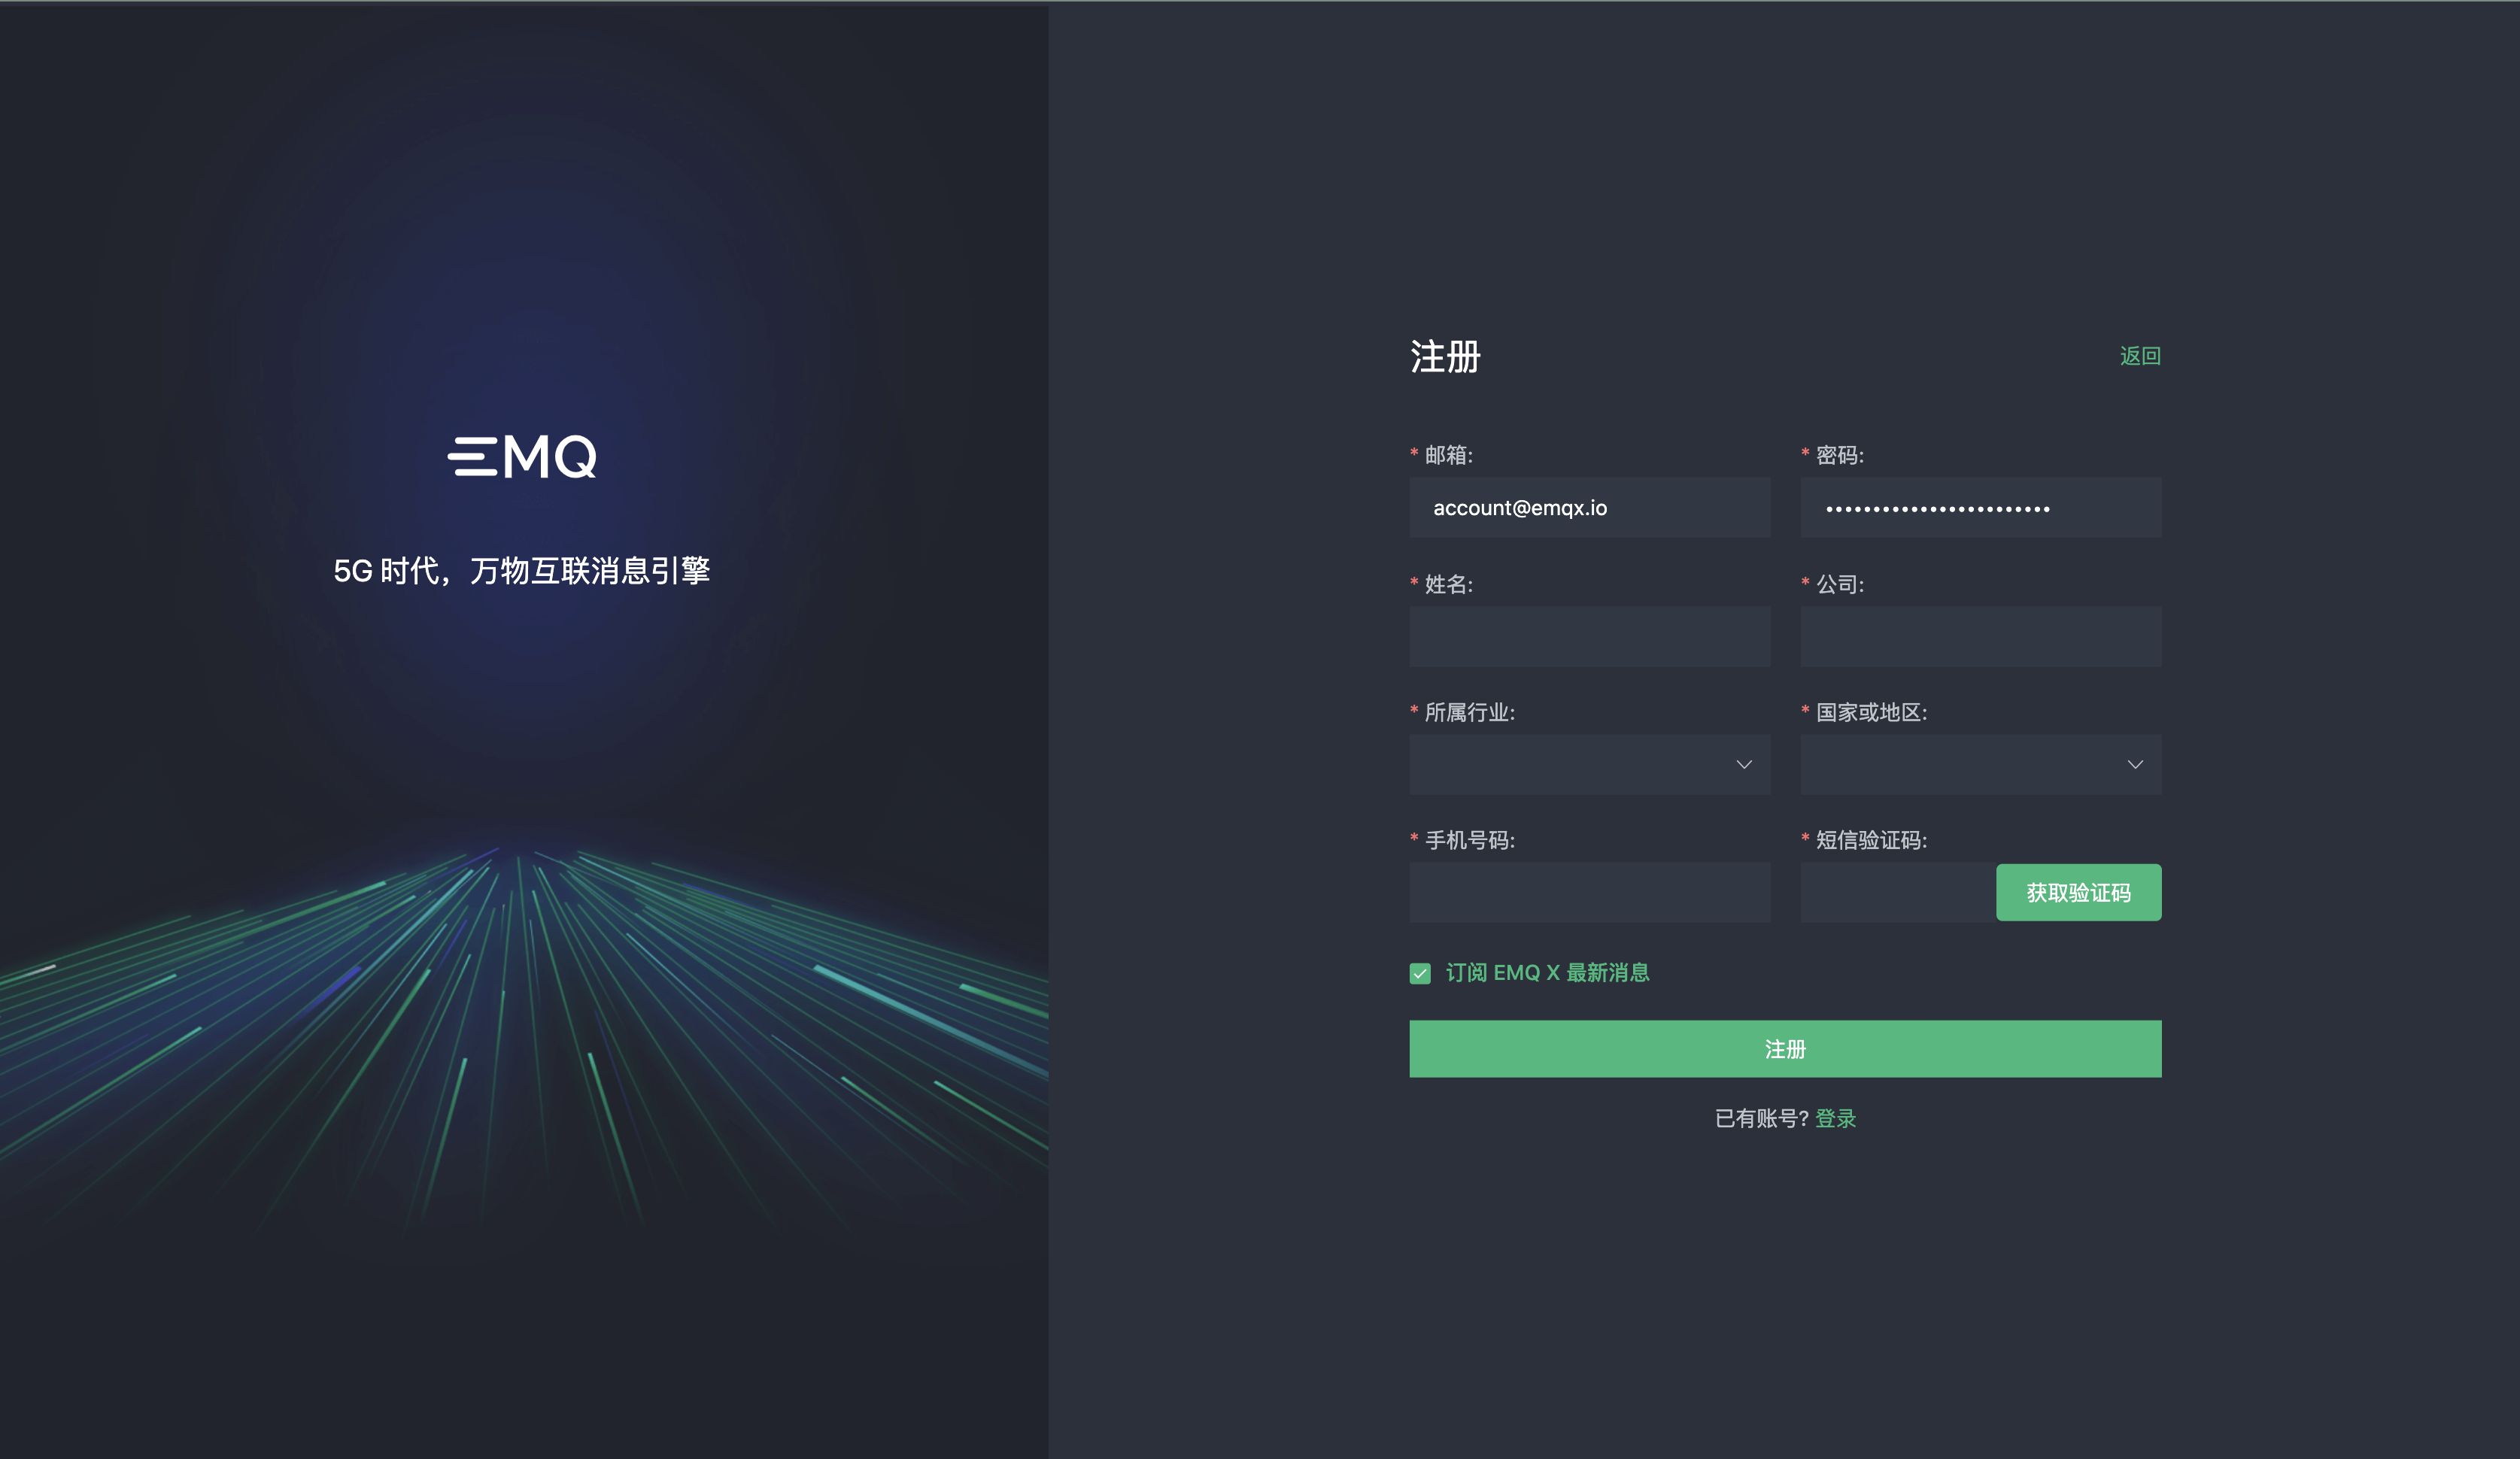 EMQ
5G 时代，万物互联消息引擎
注册
返回
* 邮箱:
* 密码:
account@emqx.io
* 姓名:
* 公司:
* 所属行业:
* 国家或地区:
* 手机号码:
* 短信验证码:
获取验证码
订阅 EMQ X 最新消息
注册
已有账号? 登录